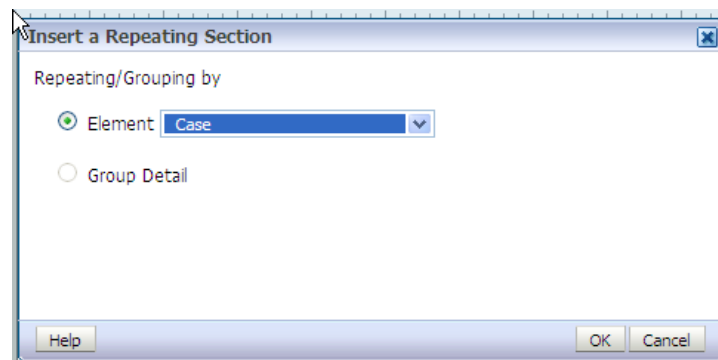 Insert a Repeating Section
Repeating/Grouping by
Element Case
Group Detail
Help OK Cancel